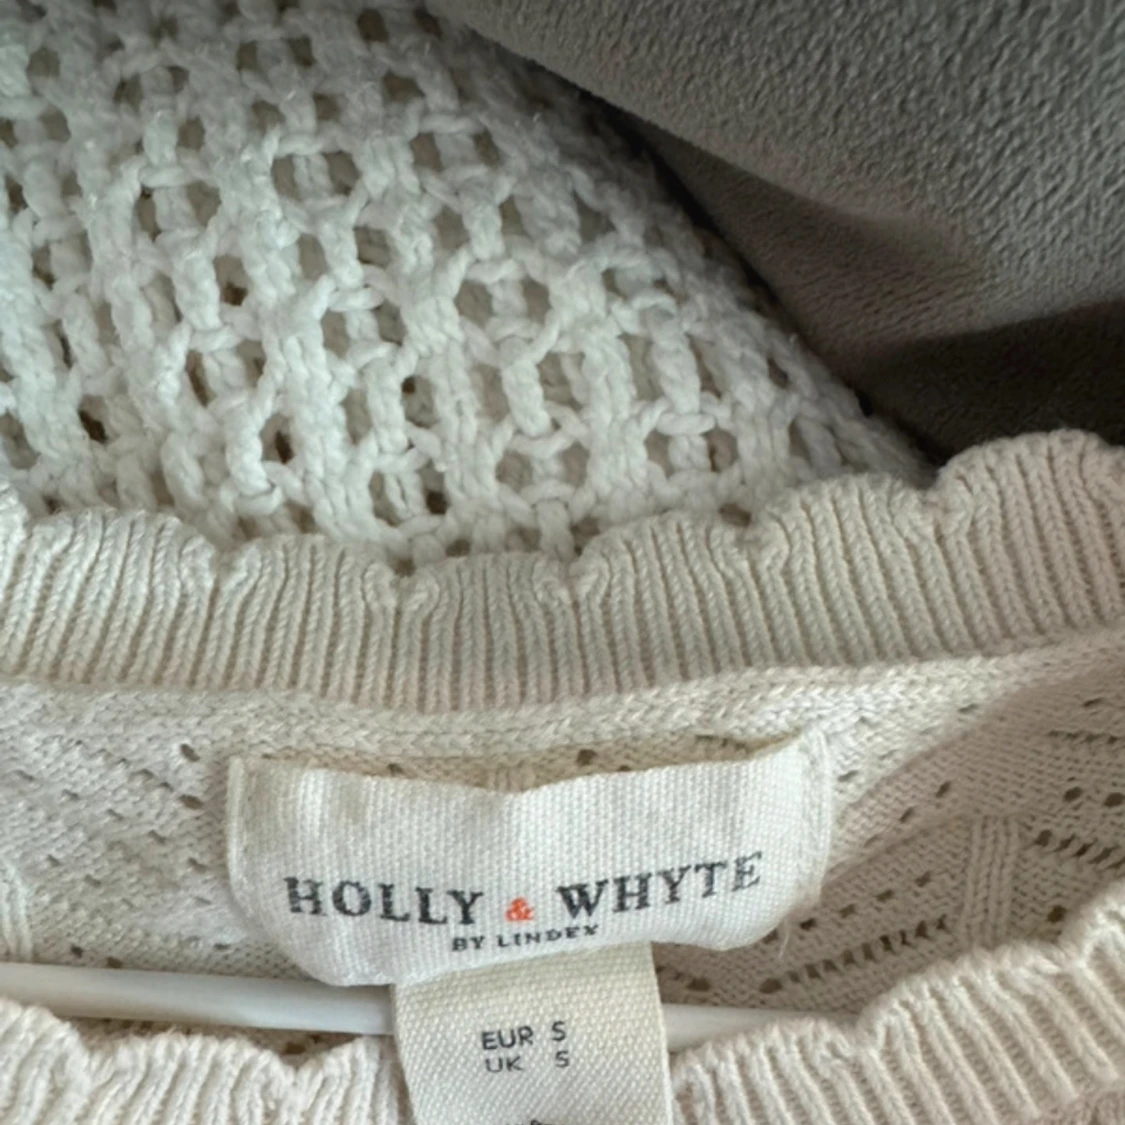 HOLLY & WHYTE
BY LINDEX
EUR S
UK S